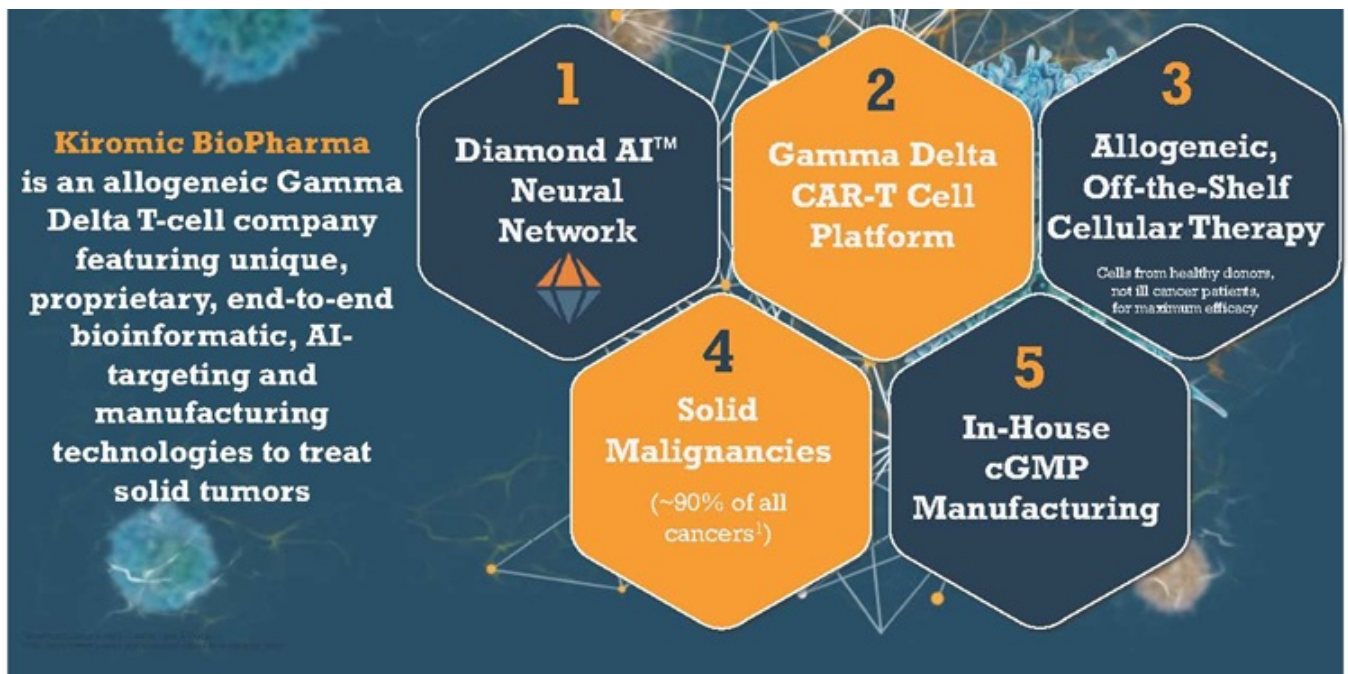 Kiromic BioPharma
is an allogeneic Gamma
Delta T-cell company
featuring unique,
proprietary, end-to-end
bioinformatic, AI-
targeting and
manufacturing
technologies to treat
solid tumors
1
Diamond AI™
Neural
Network
2
Gamma Delta
CAR-T Cell
Platform
3
Allogeneic,
Off-the-Shelf
Cellular Therapy
Cells from healthy donors,
not ill cancer patients,
for maximum efficacy
4
Solid
Malignancies
(~90% of all
cancers¹)
5
In-House
cGMP
Manufacturing